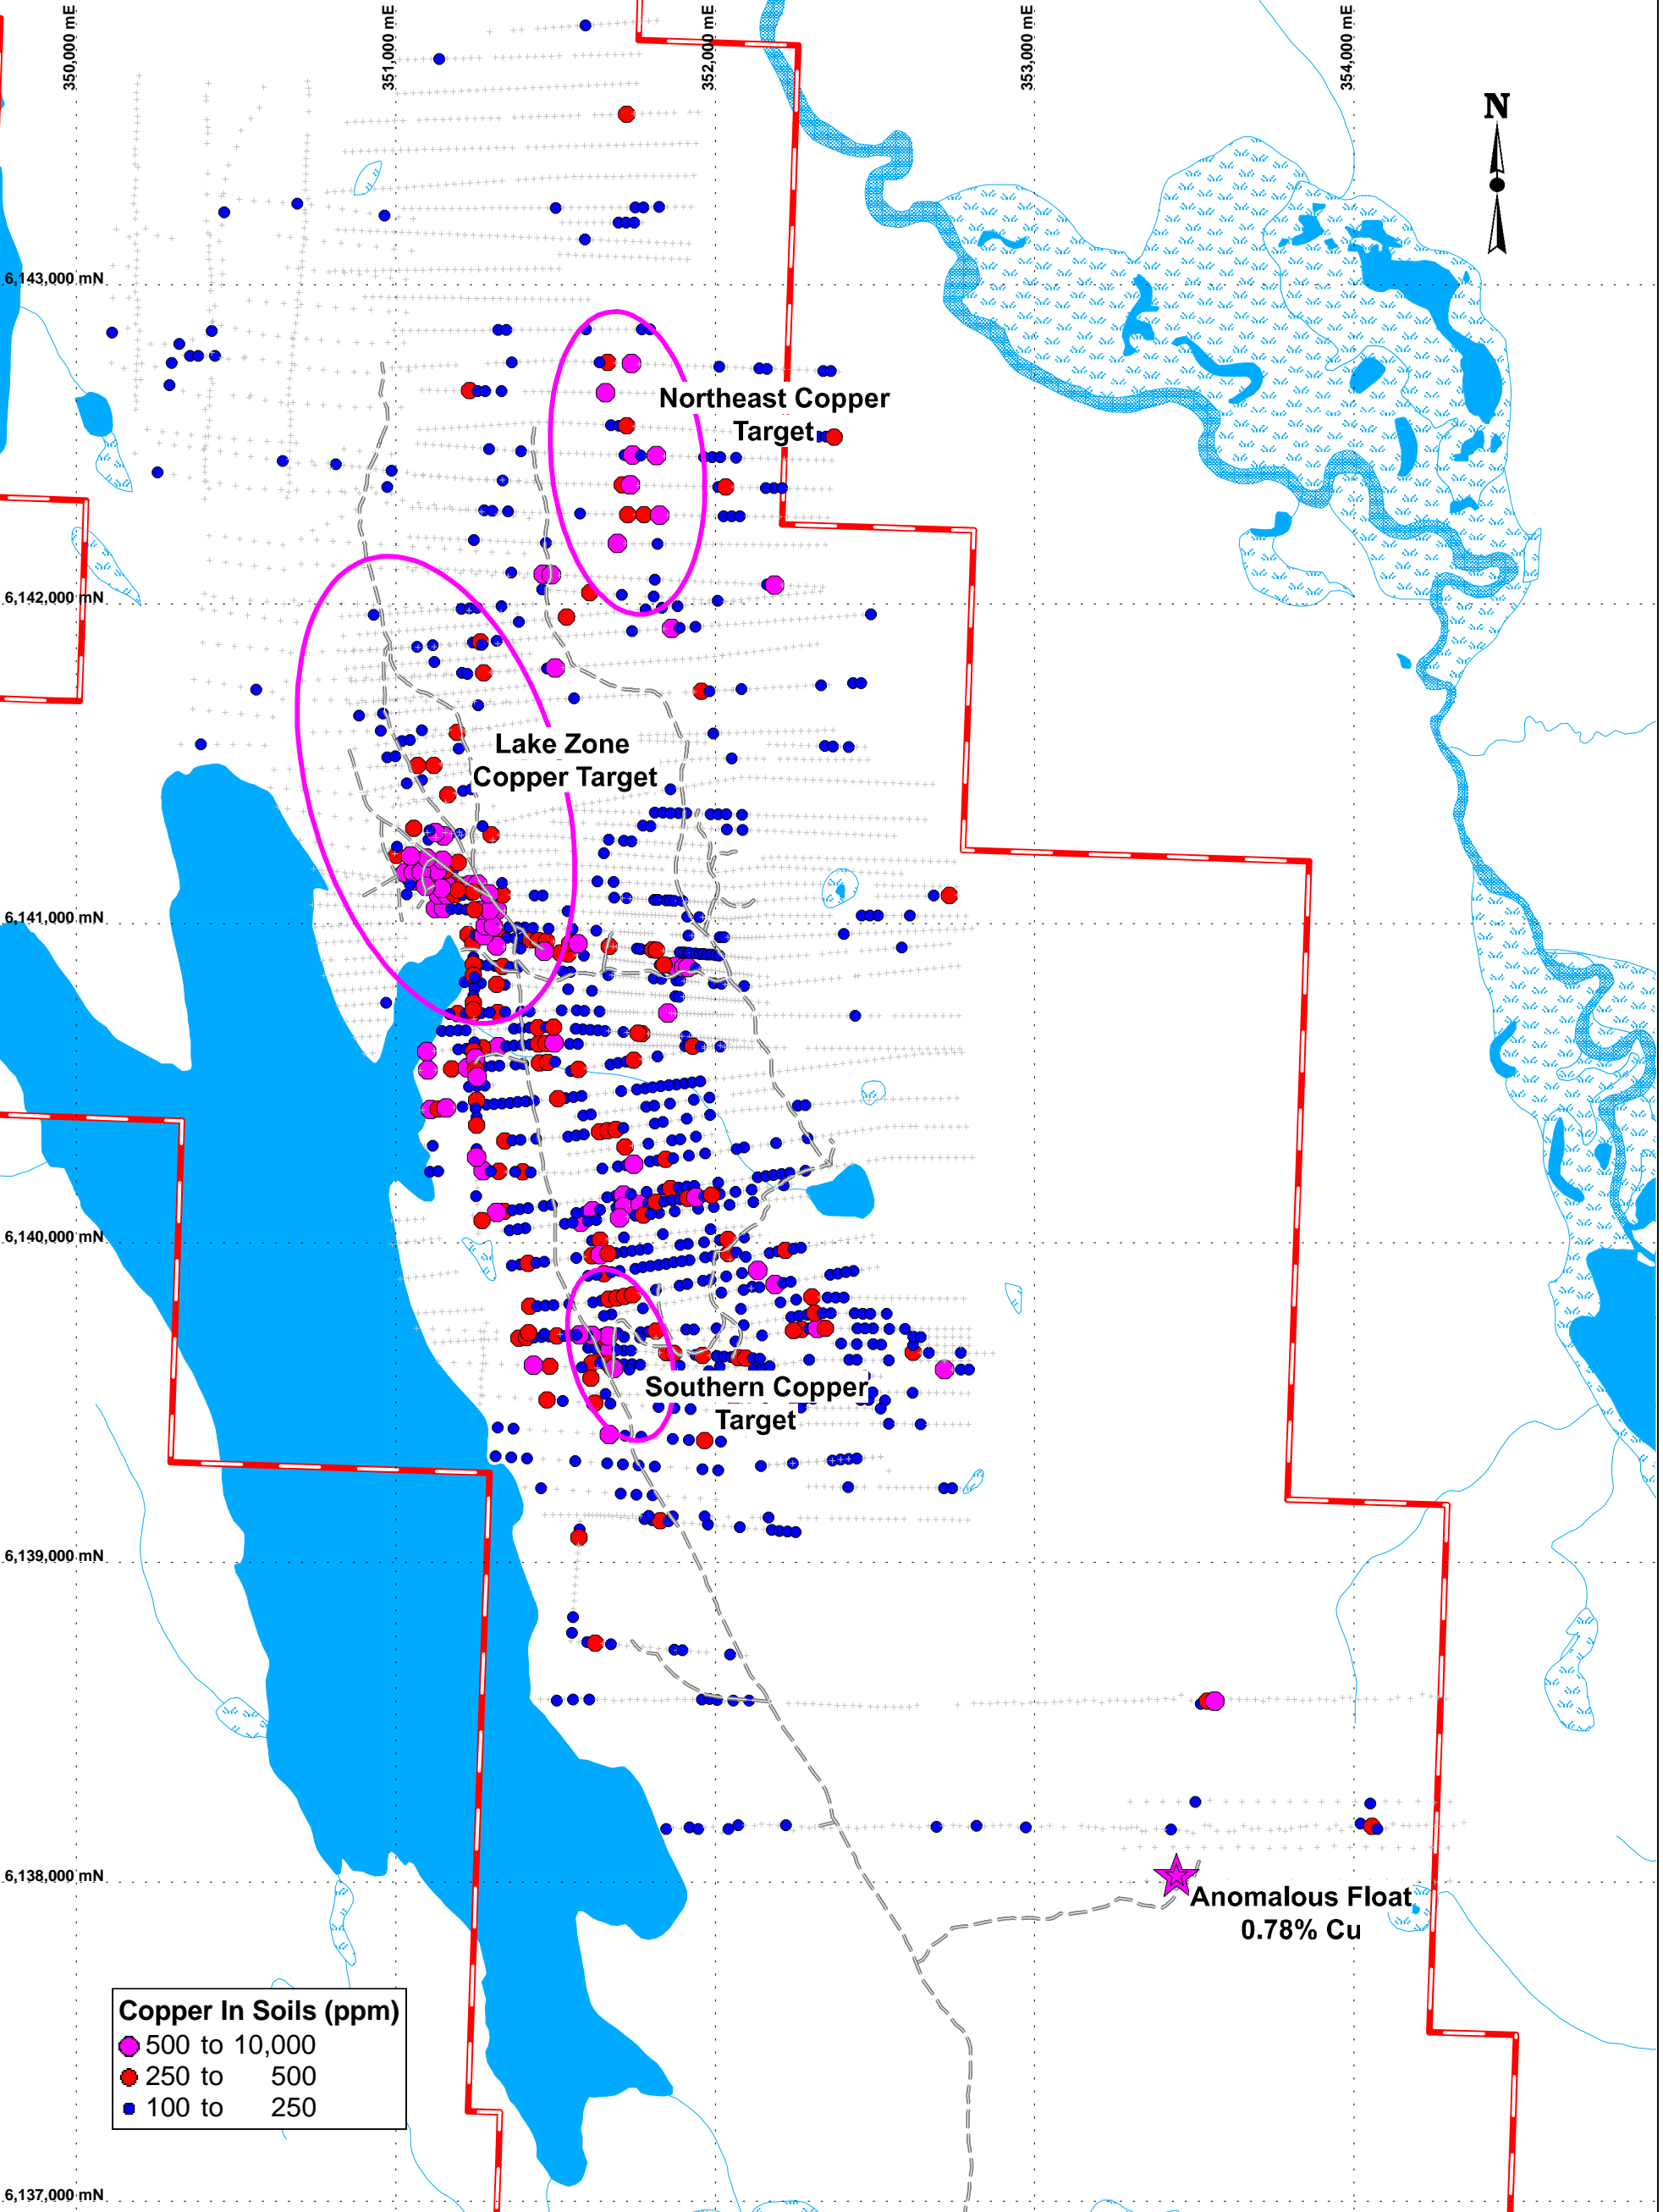 350,000 mE
351,000 mE
352,000 mE
353,000 mE
354,000 mE
N
6,143,000 mN
Northeast Copper
Target
6,142,000 mN
Lake Zone
Copper Target
6,141,000 mN
6,140,000 mN
Southern Copper
Target
6,139,000 mN
6,138,000 mN
Anomalous Float
0.78% Cu
Copper In Soils (ppm)
500 to 10,000
250 to 500
100 to 250
6,137,000 mN